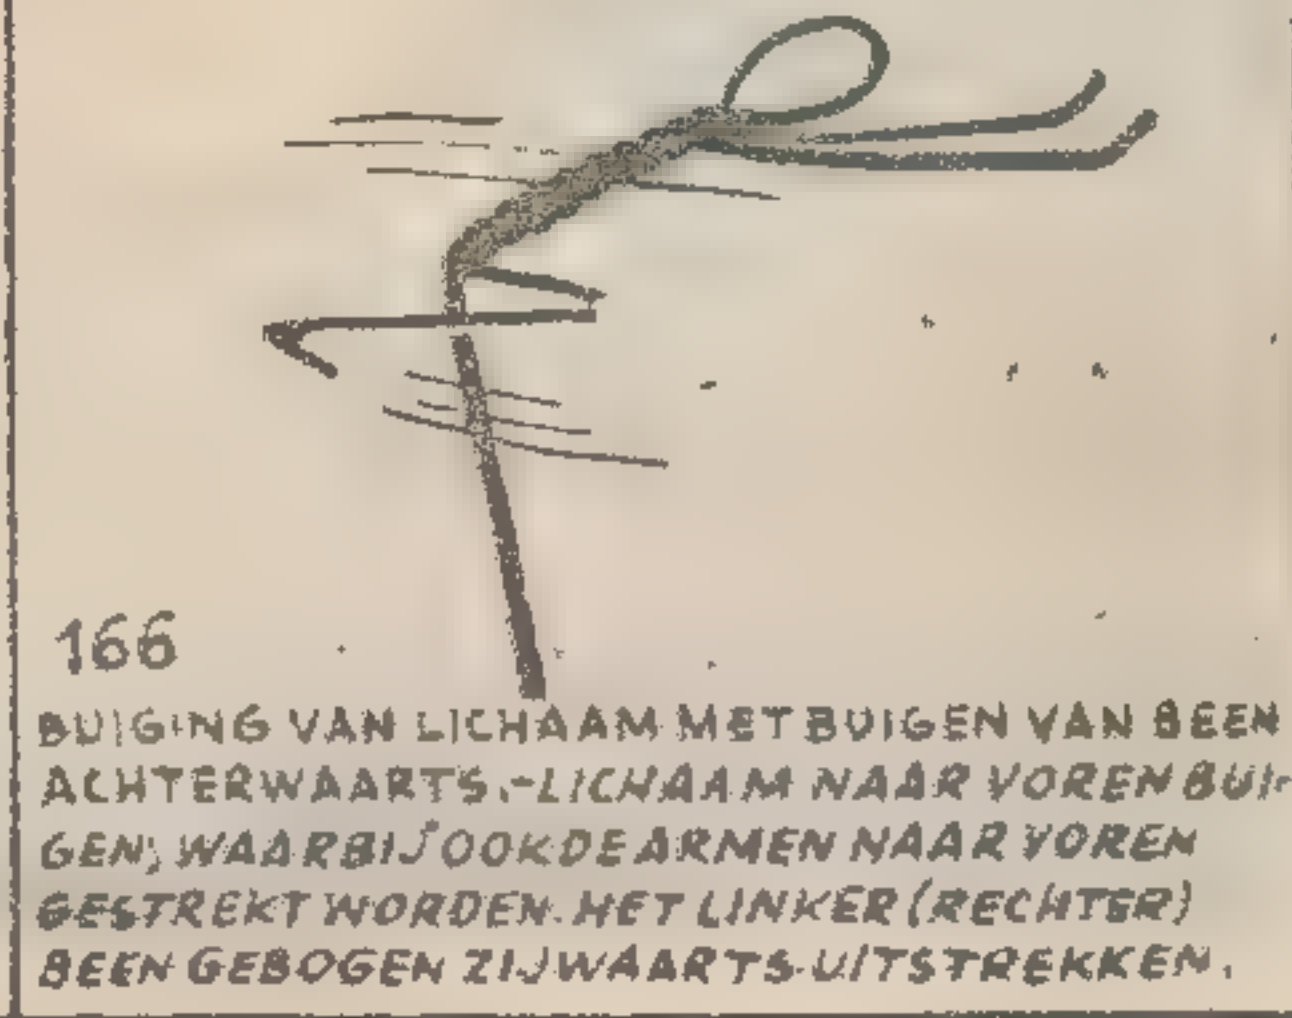 166
BUIGING VAN LICHAAM MET BUIGEN VAN BEEN
ACHTERWAARTS.-LICHAAM NAAR VOREN BUI-
GEN; WAARBIJ OOK DE ARMEN NAAR VOREN
GESTREKT WORDEN. HET LINKER (RECHTER)
BEEN GEBOGEN ZIJWAARTS UITSTREKKEN.